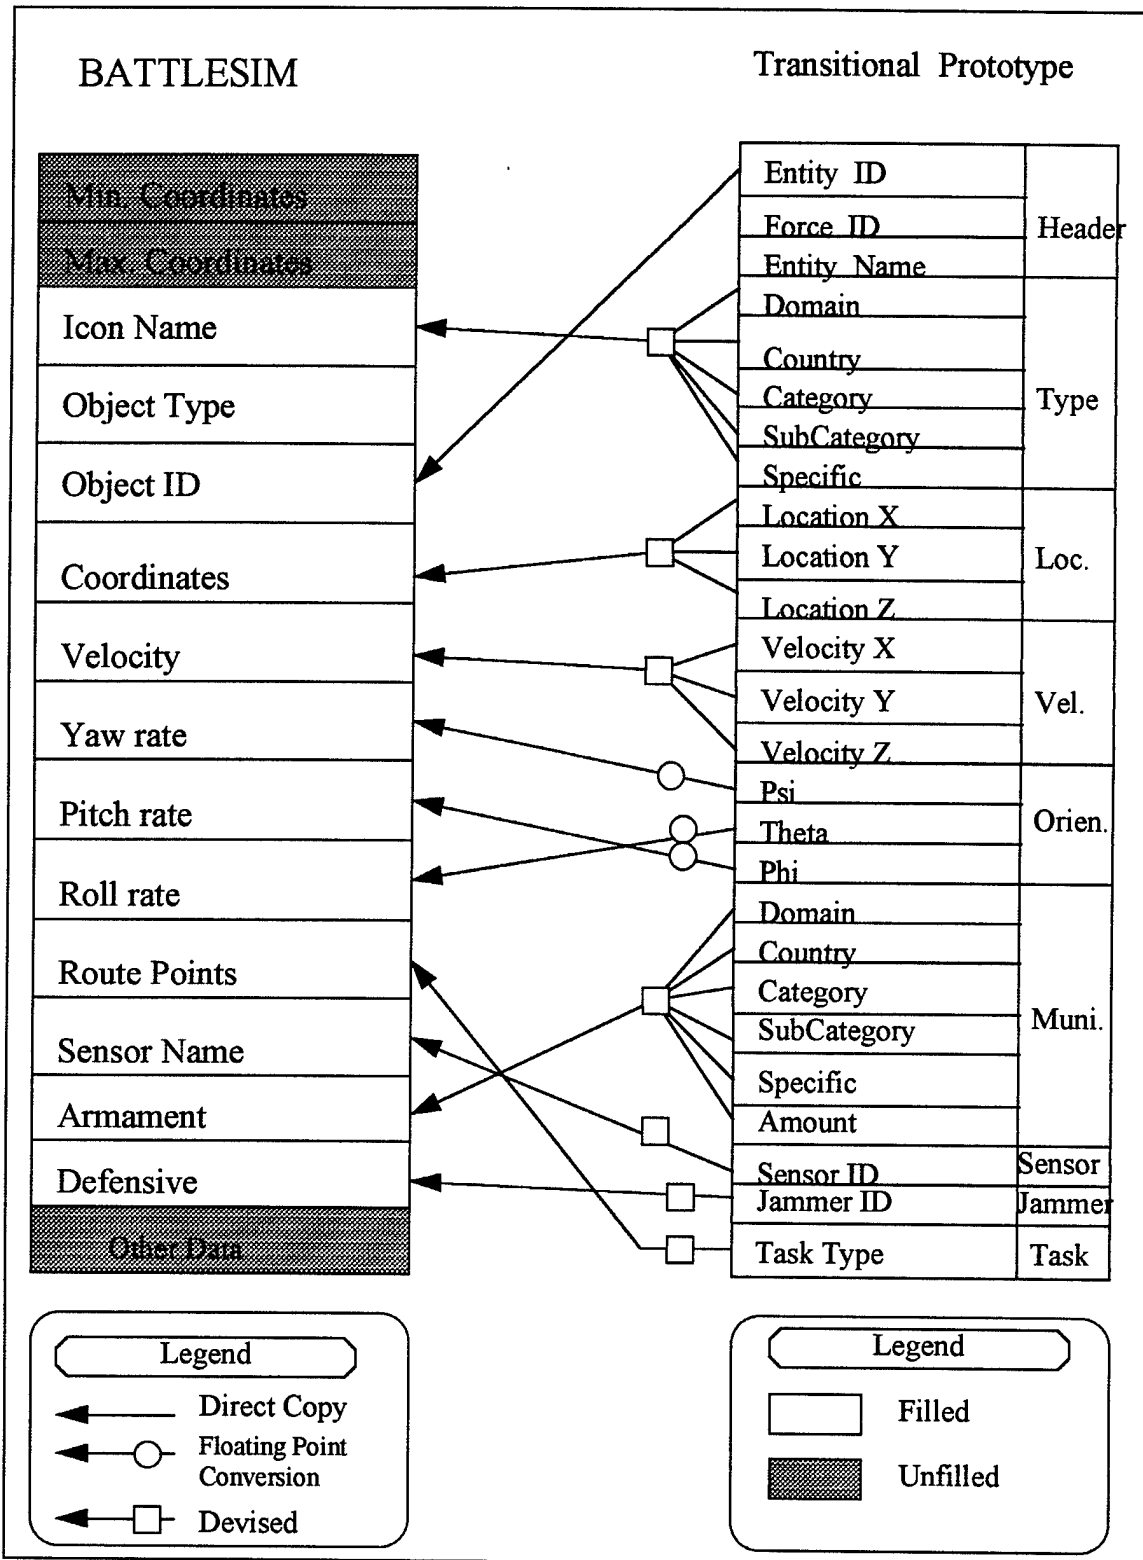 BATTLESIM
Transitional Prototype
Min. Coordinates
Max. Coordinates
Icon Name
Object Type
Object ID
Coordinates
Velocity
Yaw rate
Pitch rate
Roll rate
Route Points
Sensor Name
Armament
Defensive
Other Data
Entity ID
Force ID
Entity Name
Header
Domain
Country
Category
SubCategory
Specific
Type
Location X
Location Y
Location Z
Loc.
Velocity X
Velocity Y
Velocity Z
Vel.
Psi
Theta
Phi
Orien.
Domain
Country
Category
SubCategory
Specific
Amount
Muni.
Sensor ID
Sensor
Jammer ID
Jammer
Task Type
Task
Legend
Direct Copy
Floating Point
Conversion
Devised
Legend
Filled
Unfilled